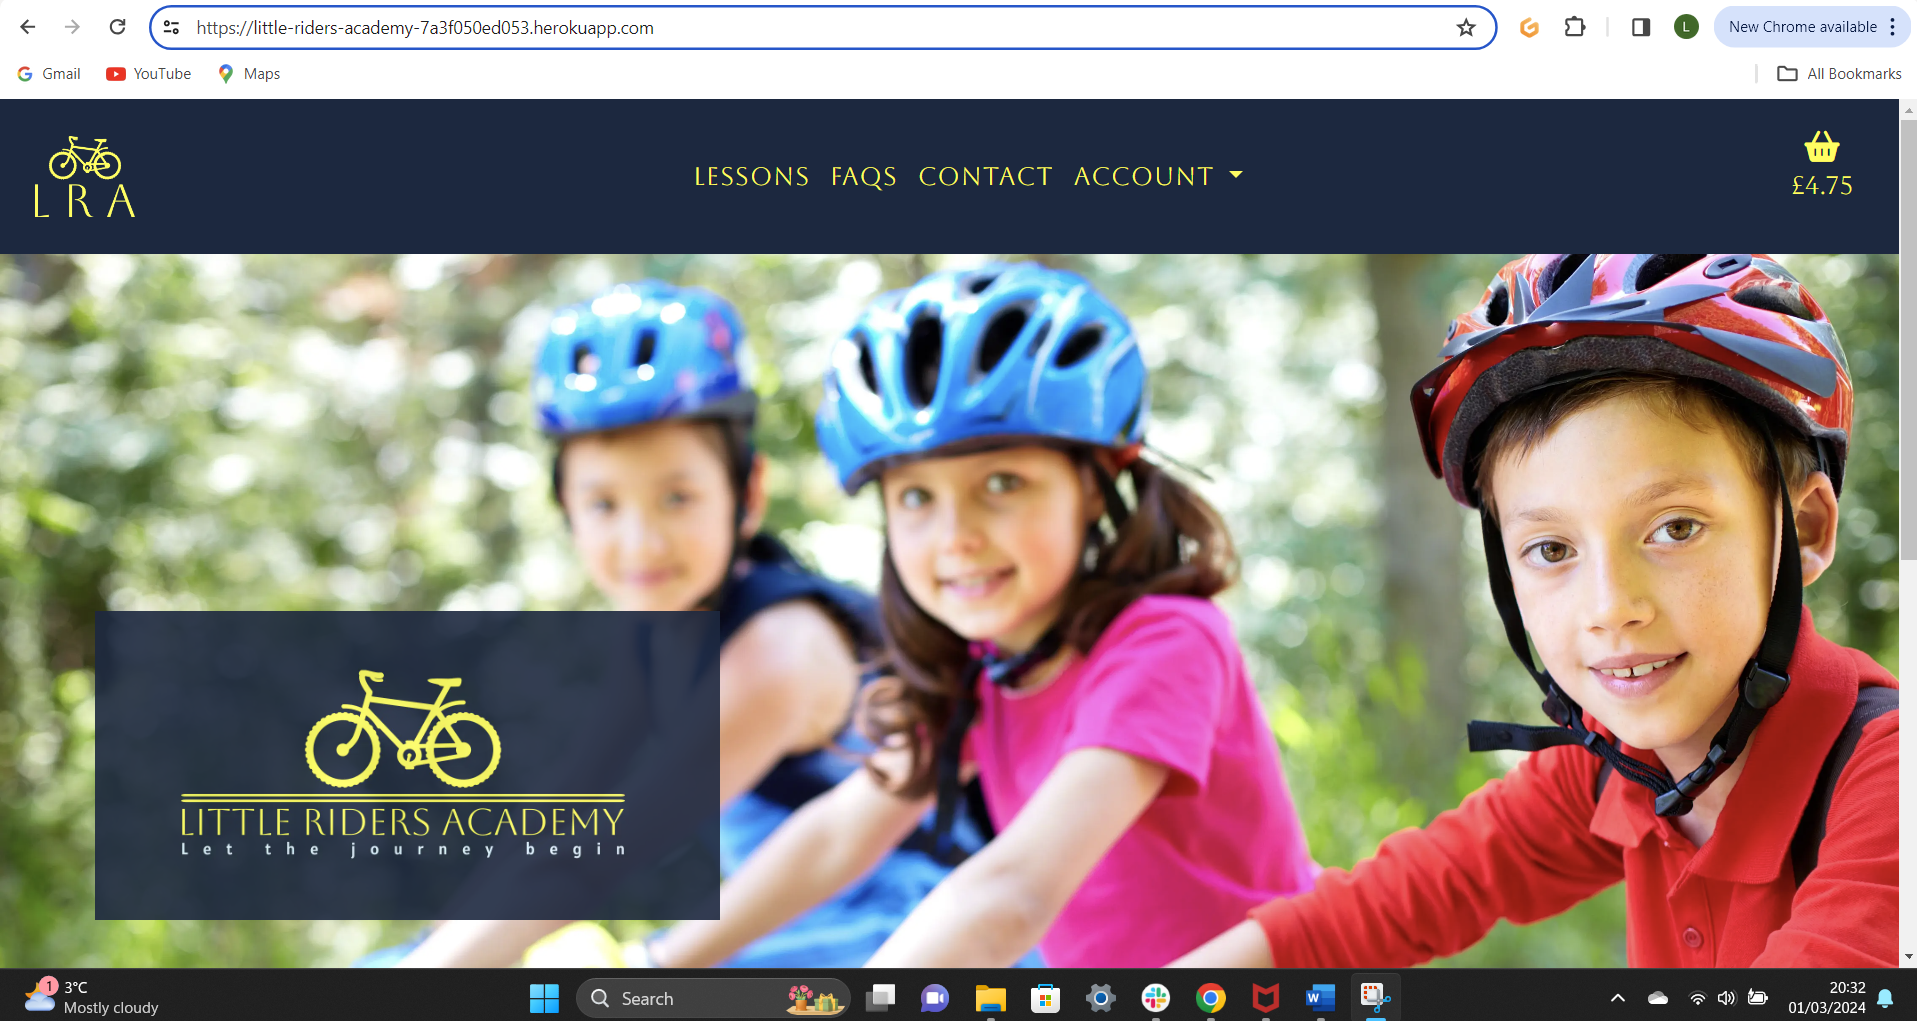 https://little-riders-academy-7a3f050ed053.herokuapp.com
L
New Chrome available
Gmail
YouTube
Maps
All Bookmarks
L R A
LESSONS FAQS CONTACT ACCOUNT
£4.75
LITTLE RIDERS ACADEMY
Let the journey begin
1
3°C
Mostly cloudy
Search
20:32
01/03/2024